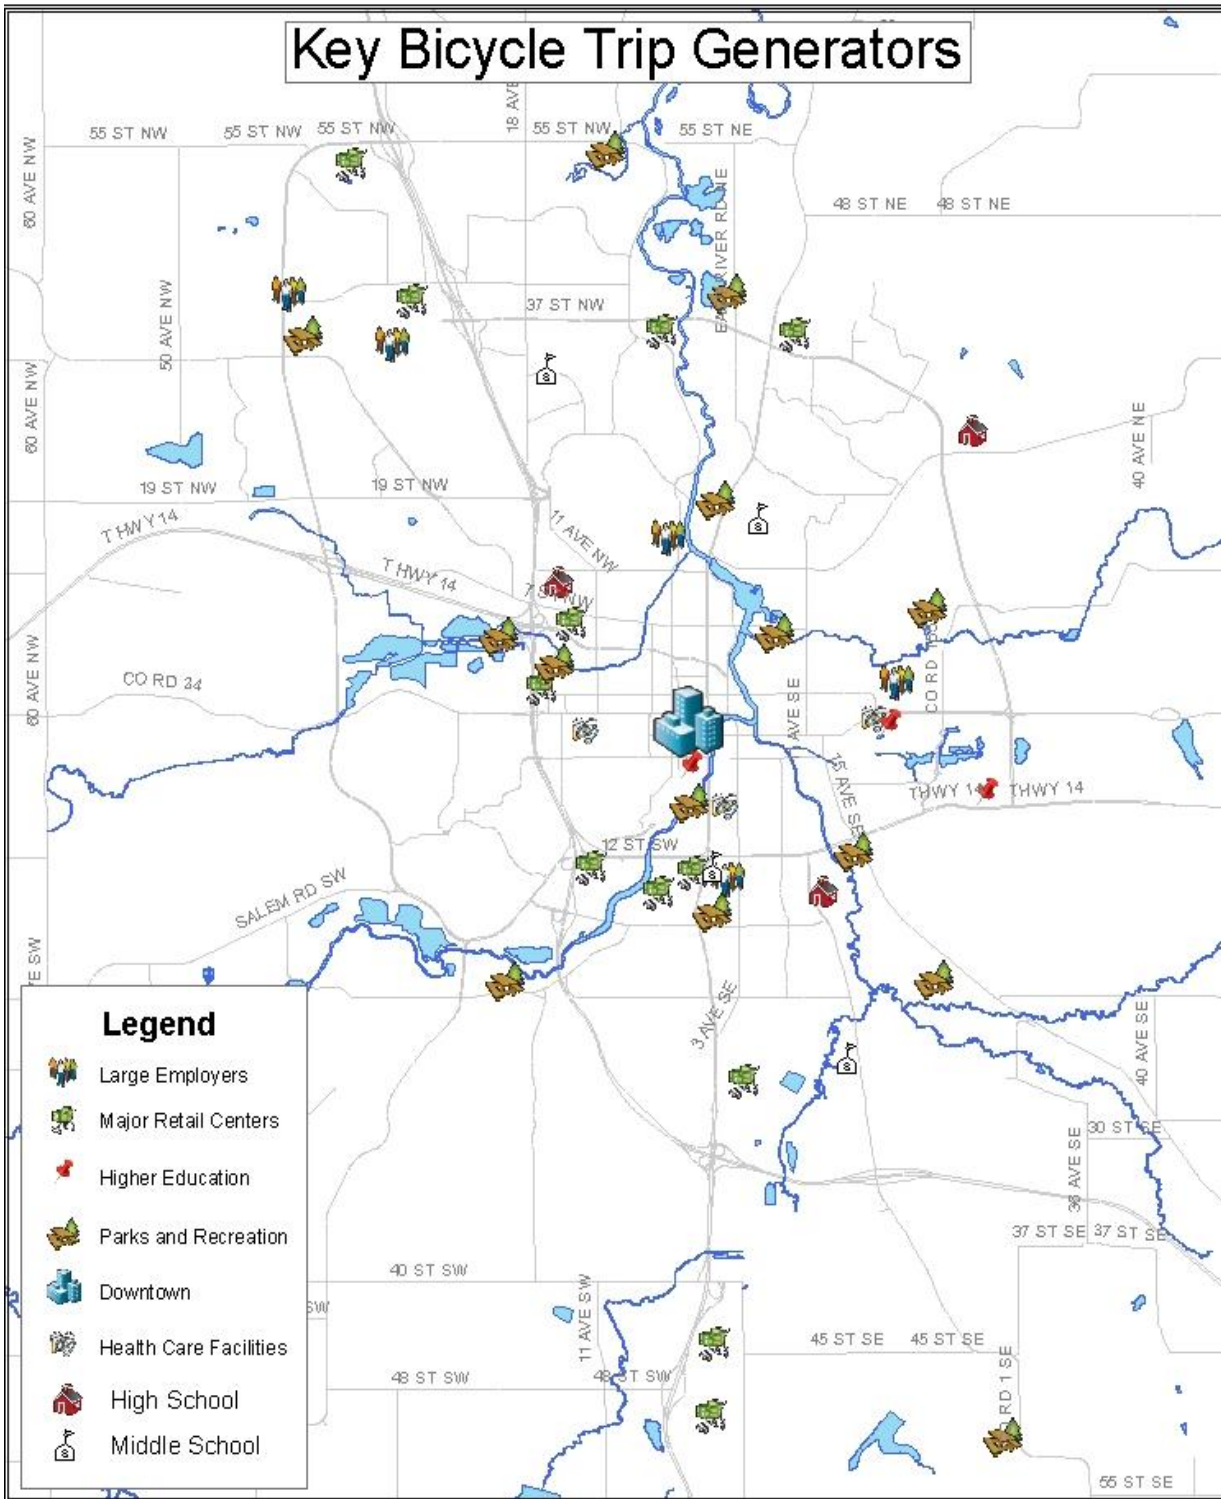 Key Bicycle Trip Generators
18 AVE
55 ST NW
55 ST NW
55 ST NW
55 ST NW
55 ST NE
60 AVE NW
48 ST NE
48 ST NE
50 AVE NW
37 ST NW
60 AVE NW
40 AVE NE
19 ST NW
19 ST NW
T HWY 14
11 AVE NW
T HWY 14
7 ST NW
60 AVE NW
CO RD 34
AVE SE
15 AVE SE
THWY 14
THWY 14
12 ST SW
SALEM RD SW
3 AVE SE
40 AVE SE
30 ST SE
36 AVE SE
37 ST SE
37 ST SE
40 ST SW
11 AVE SW
45 ST SE
45 ST SE
48 ST SW
48 ST SW
RD 1 SE
55 ST SE
Legend
Large Employers
Major Retail Centers
Higher Education
Parks and Recreation
Downtown
Health Care Facilities
High School
Middle School